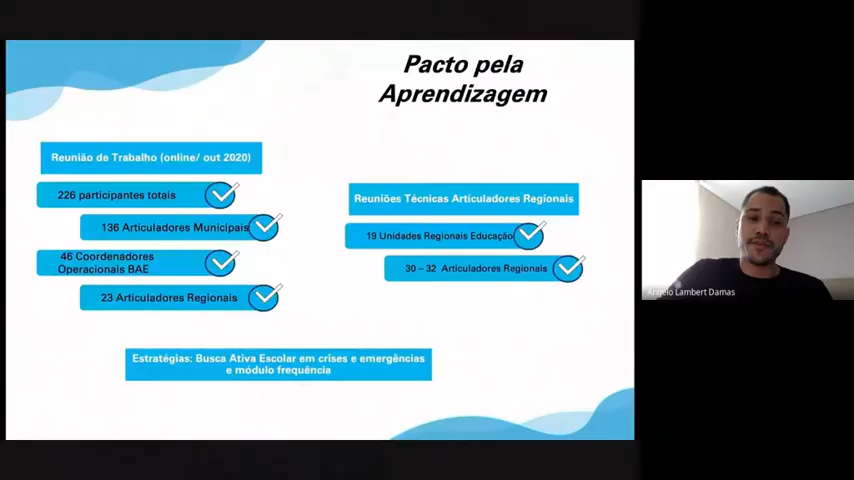 Pacto pela
Aprendizagem
Reunião de Trabalho (online/ out 2020)
226 participantes totais
136 Articuladores Municipais
46 Coordenadores
Operacionais BAE
23 Articuladores Regionais
Reuniões Técnicas Articuladores Regionais
19 Unidades Regionais Educação
30 – 32 Articuladores Regionais
Estratégias: Busca Ativa Escolar em crises e emergências
e módulo frequência
Angelo Lambert Damas